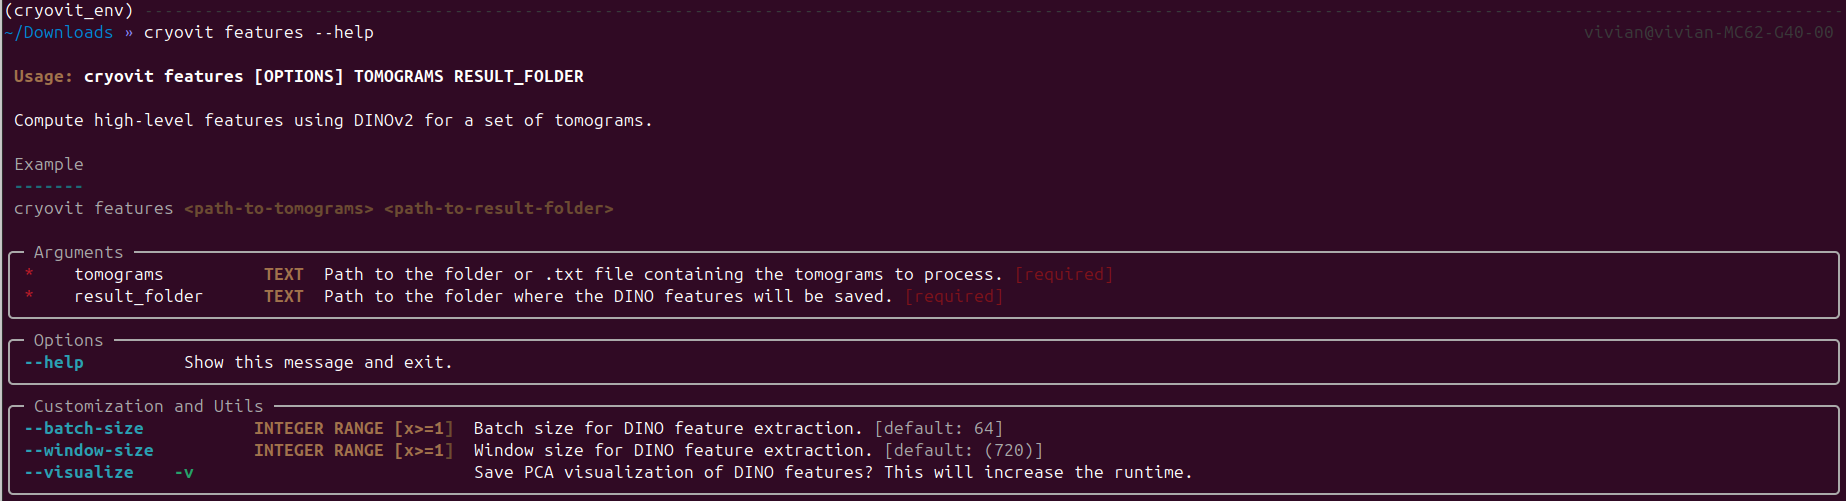 (cryovit_env)
~/Downloads » cryovit features --help vivian@vivian-MC62-G40-00
Usage: cryovit features [OPTIONS] TOMOGRAMS RESULT_FOLDER
Compute high-level features using DINOv2 for a set of tomograms.
Example
-------
cryovit features <path-to-tomograms> <path-to-result-folder>
Arguments
* tomograms TEXT Path to the folder or .txt file containing the tomograms to process. [required]
* result_folder TEXT Path to the folder where the DINO features will be saved. [required]
Options
--help Show this message and exit.
Customization and Utils
--batch-size INTEGER RANGE [x>=1] Batch size for DINO feature extraction. [default: 64]
--window-size INTEGER RANGE [x>=1] Window size for DINO feature extraction. [default: (720)]
--visualize -v Save PCA visualization of DINO features? This will increase the runtime.